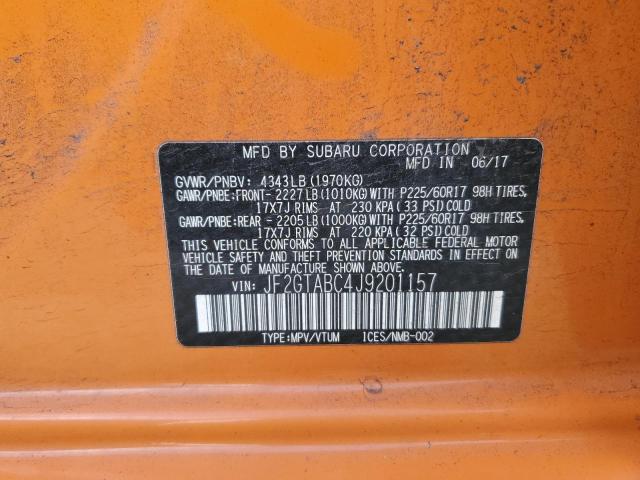 MFD BY SUBARU CORPORATION
MFD IN 06/17
GVWR/PNBV: 4343LB(1970KG)
GAWR/PNBE:FRONT-2227LB(1010KG)WITH P225/60R17 98H TIRES,
17X7J RIMS AT 230 KPA(33 PSI)COLD
GAWR/PNBE:REAR -2205LB(1000KG)WITH P225/60R17 98H TIRES,
17X7J RIMS AT 220 KPA(32 PSI)COLD
THIS VEHICLE CONFORMS TO ALL APPLICABLE FEDERAL MOTOR
VEHICLE SAFETY AND THEFT PREVENTION STANDARDS IN EFFECT ON
THE DATE OF MANUFACTURE SHOWN ABOVE.
VIN: JF2GTABC4J9201157
TYPE:MPV/VTUM ICES/NMB-002